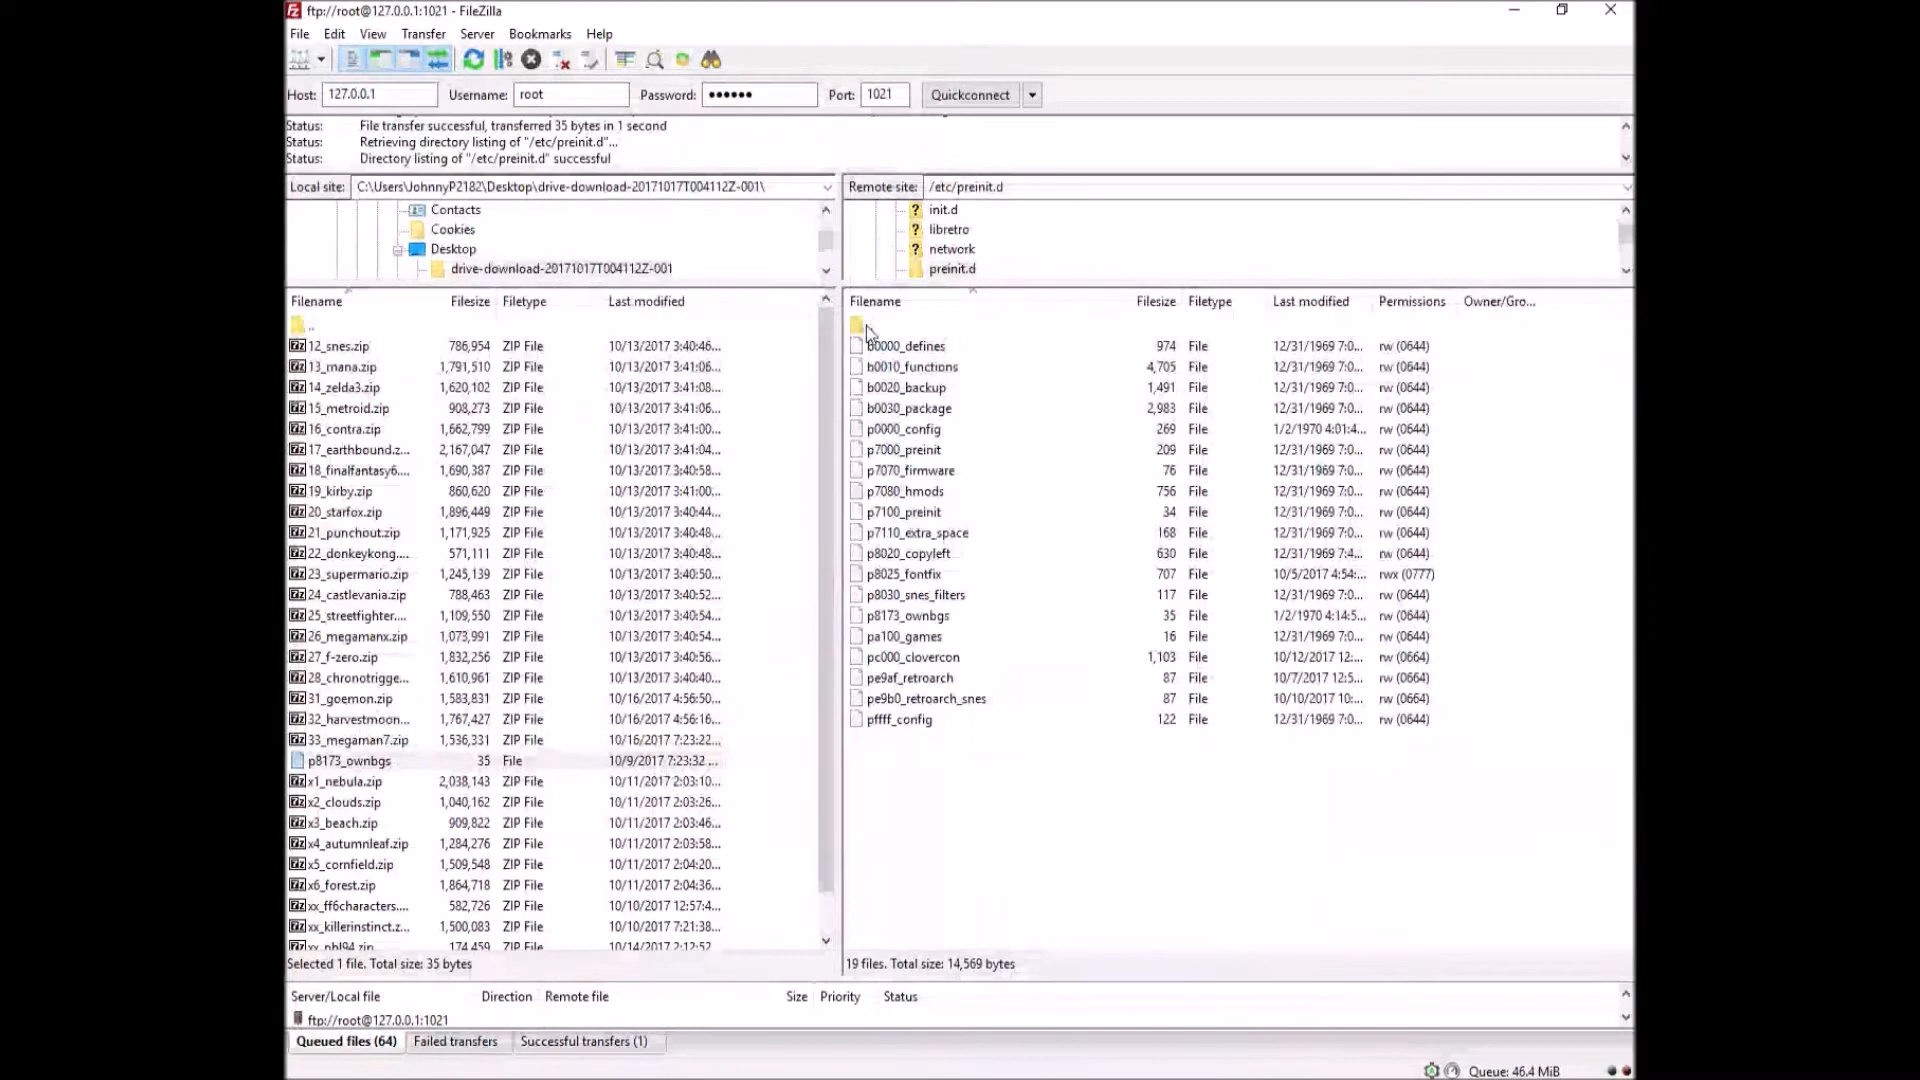 ftp://root@127.0.0.1:1021 - FileZilla
File Edit View Transfer Server Bookmarks Help
Host: 127.0.0.1 Username: root Password: •••••• Port: 1021 Quickconnect
Status: File transfer successful, transferred 35 bytes in 1 second
Status: Retrieving directory listing of "/etc/preinit.d"...
Status: Directory listing of "/etc/preinit.d" successful
Local site: C:\Users\JohnnyP2182\Desktop\drive-download-20171017T004112Z-001\
Contacts
Cookies
Desktop
drive-download-20171017T004112Z-001
Filename Filesize Filetype Last modified
..
12_snes.zip 786,954 ZIP File 10/13/2017 3:40:46...
13_mana.zip 1,791,510 ZIP File 10/13/2017 3:41:06...
14_zelda3.zip 1,620,102 ZIP File 10/13/2017 3:41:08...
15_metroid.zip 908,273 ZIP File 10/13/2017 3:41:06...
16_contra.zip 1,662,799 ZIP File 10/13/2017 3:41:00...
17_earthbound.z... 2,167,047 ZIP File 10/13/2017 3:41:04...
18_finalfantasy6.... 1,690,387 ZIP File 10/13/2017 3:40:58...
19_kirby.zip 860,620 ZIP File 10/13/2017 3:41:00...
20_starfox.zip 1,896,449 ZIP File 10/13/2017 3:40:44...
21_punchout.zip 1,171,925 ZIP File 10/13/2017 3:40:48...
22_donkeykong.... 571,111 ZIP File 10/13/2017 3:40:48...
23_supermario.zip 1,245,139 ZIP File 10/13/2017 3:40:50...
24_castlevania.zip 788,463 ZIP File 10/13/2017 3:40:52...
25_streetfighter.... 1,109,550 ZIP File 10/13/2017 3:40:54...
26_megamanx.zip 1,073,991 ZIP File 10/13/2017 3:40:54...
27_f-zero.zip 1,832,256 ZIP File 10/13/2017 3:40:56...
28_chronotrigge... 1,610,961 ZIP File 10/13/2017 3:40:40...
31_goemon.zip 1,583,831 ZIP File 10/16/2017 4:56:50...
32_harvestmoon... 1,767,427 ZIP File 10/16/2017 4:56:16...
33_megaman7.zip 1,536,331 ZIP File 10/16/2017 7:23:22...
p8173_ownbgs 35 File 10/9/2017 7:23:32 ...
x1_nebula.zip 2,038,143 ZIP File 10/11/2017 2:03:10...
x2_clouds.zip 1,040,162 ZIP File 10/11/2017 2:03:26...
x3_beach.zip 909,822 ZIP File 10/11/2017 2:03:46...
x4_autumnleaf.zip 1,284,276 ZIP File 10/11/2017 2:03:58...
x5_cornfield.zip 1,509,548 ZIP File 10/11/2017 2:04:20...
x6_forest.zip 1,864,718 ZIP File 10/11/2017 2:04:36...
xx_ff6characters.... 582,726 ZIP File 10/10/2017 12:57:4...
xx_killerinstinct.z... 1,500,083 ZIP File 10/10/2017 7:21:38...
xx_nhl94.zip 174,459 ZIP File 10/14/2017 2:12:52...
Selected 1 file. Total size: 35 bytes
Remote site: /etc/preinit.d
init.d
libretro
network
preinit.d
Filename Filesize Filetype Last modified Permissions Owner/Gro...
b0000_defines 974 File 12/31/1969 7:0... rw (0644)
b0010_functions 4,705 File 12/31/1969 7:0... rw (0644)
b0020_backup 1,491 File 12/31/1969 7:0... rw (0644)
b0030_package 2,983 File 12/31/1969 7:0... rw (0644)
p0000_config 269 File 1/2/1970 4:01:4... rw (0644)
p7000_preinit 209 File 12/31/1969 7:0... rw (0644)
p7070_firmware 76 File 12/31/1969 7:0... rw (0644)
p7080_hmods 756 File 12/31/1969 7:0... rw (0644)
p7100_preinit 34 File 12/31/1969 7:0... rw (0644)
p7110_extra_space 168 File 12/31/1969 7:0... rw (0644)
p8020_copyleft 630 File 12/31/1969 7:4... rw (0644)
p8025_fontfix 707 File 10/5/2017 4:54:... rwx (0777)
p8030_snes_filters 117 File 12/31/1969 7:0... rw (0644)
p8173_ownbgs 35 File 1/2/1970 4:14:5... rw (0644)
pa100_games 16 File 12/31/1969 7:0... rw (0644)
pc000_clovercon 1,103 File 10/12/2017 12:... rw (0664)
pe9af_retroarch 87 File 10/7/2017 12:5... rw (0664)
pe9b0_retroarch_snes 87 File 10/10/2017 10:... rw (0664)
pffff_config 122 File 12/31/1969 7:0... rw (0644)
19 files. Total size: 14,569 bytes
Server/Local file Direction Remote file Size Priority Status
ftp://root@127.0.0.1:1021
Queued files (64) Failed transfers Successful transfers (1)
Queue: 46.4 MiB